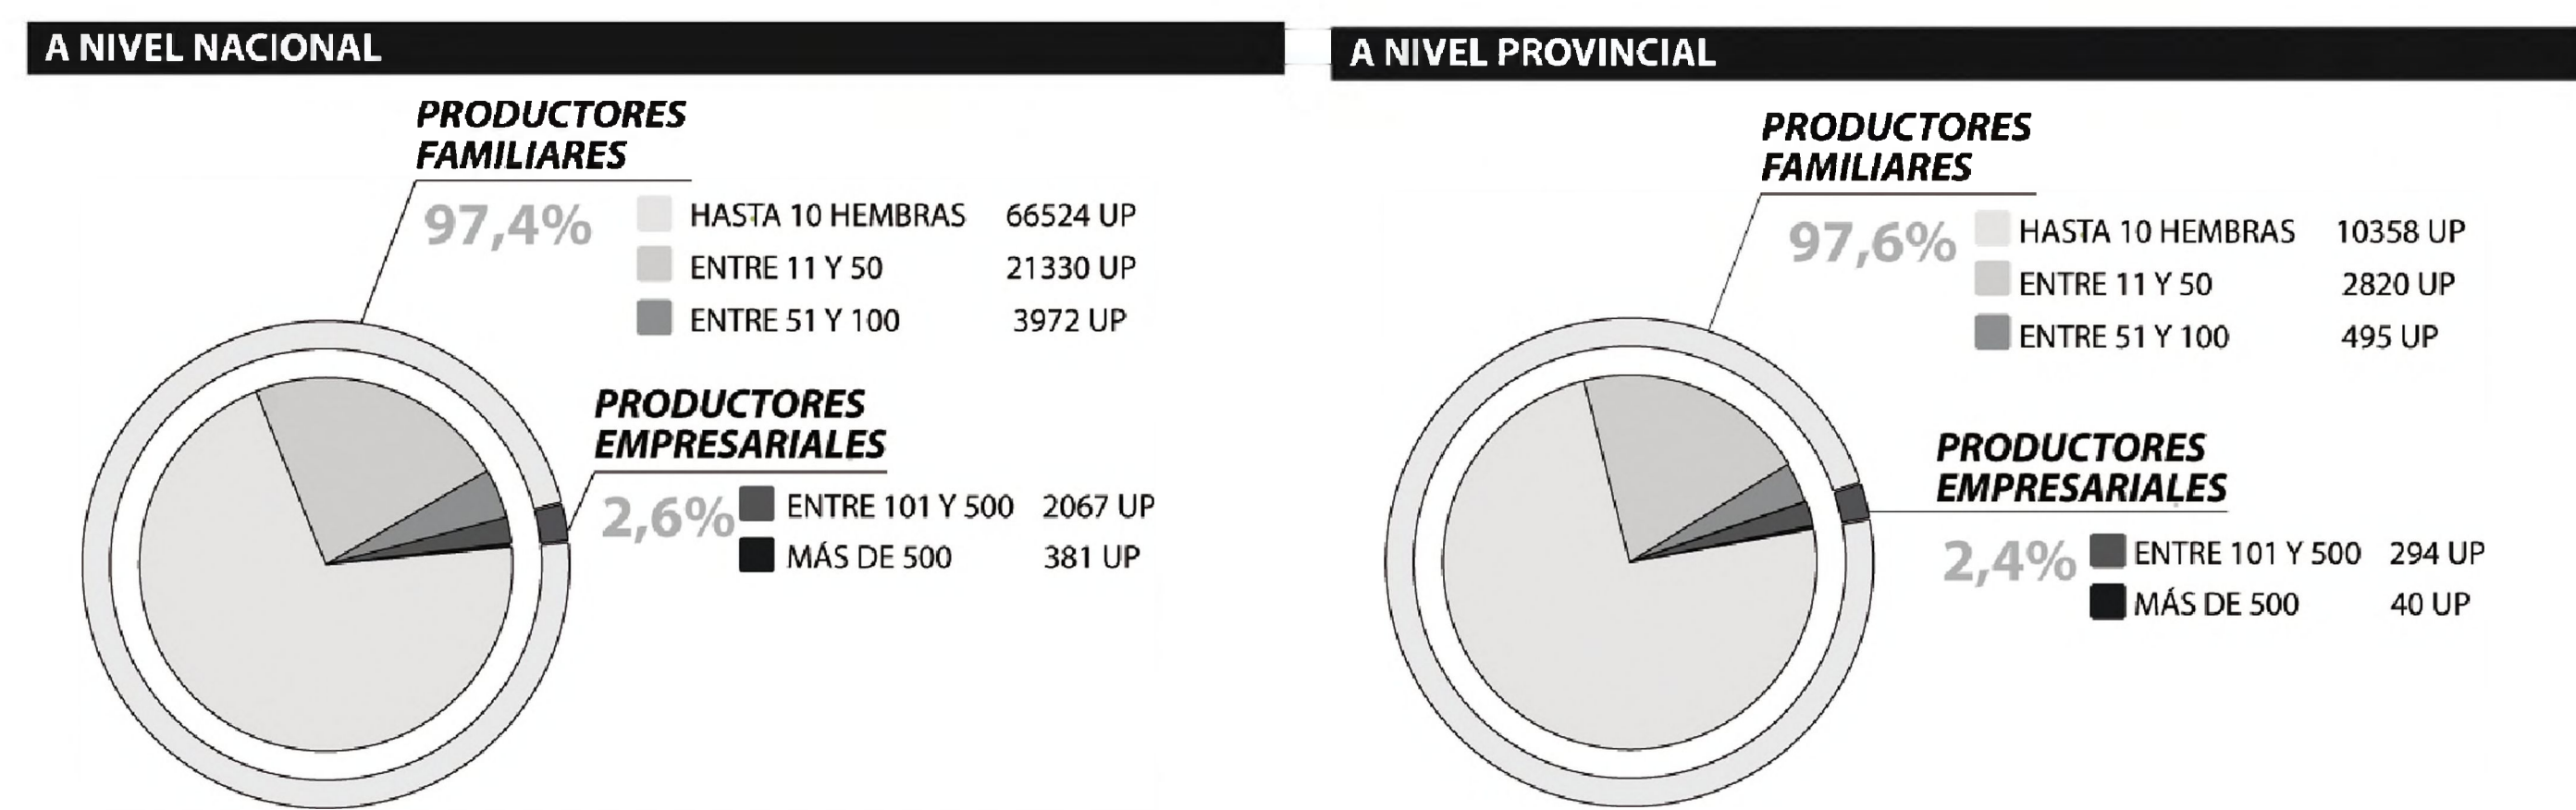 A NIVEL NACIONAL
PRODUCTORES
FAMILIARES
97,4%
HASTA 10 HEMBRAS 66524 UP
ENTRE 11 Y 50 21330 UP
ENTRE 51 Y 100 3972 UP
PRODUCTORES
EMPRESARIALES
2,6%
ENTRE 101 Y 500 2067 UP
MÁS DE 500 381 UP
A NIVEL PROVINCIAL
PRODUCTORES
FAMILIARES
97,6%
HASTA 10 HEMBRAS 10358 UP
ENTRE 11 Y 50 2820 UP
ENTRE 51 Y 100 495 UP
PRODUCTORES
EMPRESARIALES
2,4%
ENTRE 101 Y 500 294 UP
MÁS DE 500 40 UP